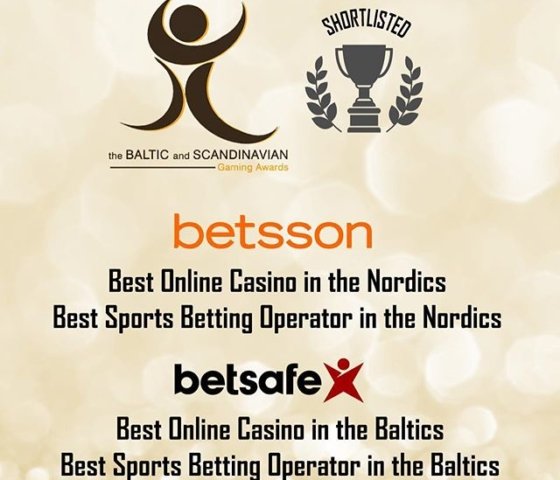 SHORTLISTED
the BALTIC and SCANDINAVIAN
Gaming Awards
betsson
Best Online Casino in the Nordics
Best Sports Betting Operator in the Nordics
betsafe
Best Online Casino in the Baltics
Best Sports Betting Operator in the Baltics